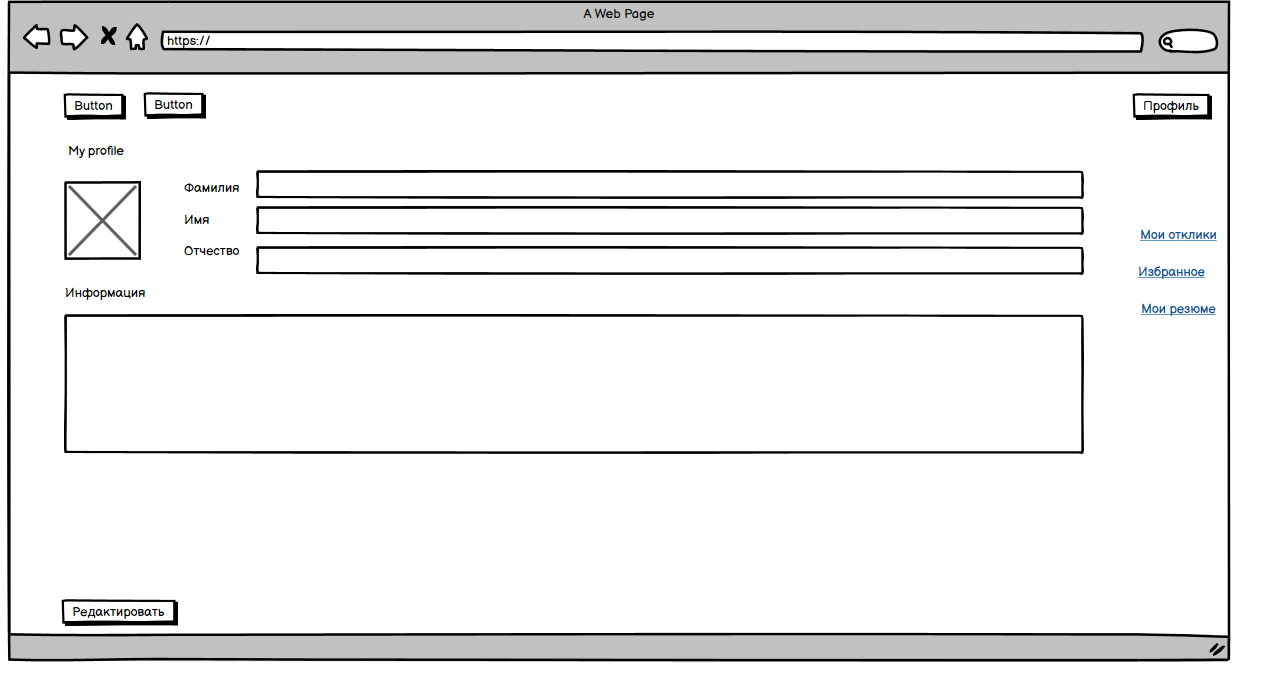 A Web Page
https://
Button
Button
Профиль
My profile
Фамилия
Имя
Отчество
Мои отклики
Избранное
Мои резюме
Информация
Редактировать